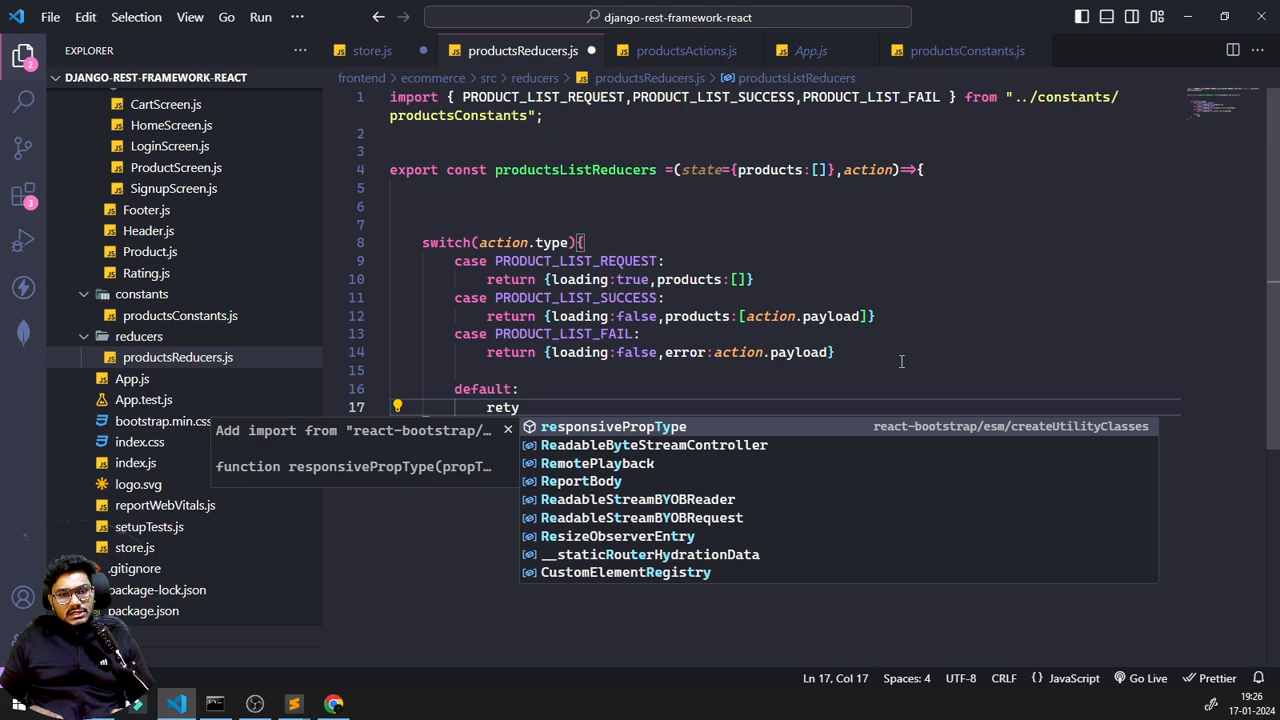 File Edit Selection View Go Run ···
django-rest-framework-react
EXPLORER
store.js
productsReducers.js
productsActions.js
App.js
productsConstants.js
DJANGO-REST-FRAMEWORK-REACT
frontend > ecommerce > src > reducers > productsReducers.js > productsListReducers
CartScreen.js
HomeScreen.js
LoginScreen.js
ProductScreen.js
SignupScreen.js
Footer.js
Header.js
Product.js
Rating.js
constants
productsConstants.js
reducers
productsReducers.js
App.js
App.test.js
bootstrap.min.css
index.css
index.js
logo.svg
reportWebVitals.js
setupTests.js
store.js
.gitignore
package-lock.json
package.json
2
3
1 import { PRODUCT_LIST_REQUEST,PRODUCT_LIST_SUCCESS,PRODUCT_LIST_FAIL } from "../constants/
productsConstants";
2
3
4 export const productsListReducers =(state={products:[]},action)=>{
5
6
7
8 switch(action.type){
9 case PRODUCT_LIST_REQUEST:
10 return {loading:true,products:[]}
11 case PRODUCT_LIST_SUCCESS:
12 return {loading:false,products:[action.payload]}
13 case PRODUCT_LIST_FAIL:
14 return {loading:false,error:action.payload}
15
16 default:
17 rety
Add import from "react-bootstrap/...
function responsivePropType(propT...
responsivePropType react-bootstrap/esm/createUtilityClasses
ReadableByteStreamController
RemotePlayback
ReportBody
ReadableStreamBYOBReader
ReadableStreamBYOBRequest
ResizeObserverEntry
__staticRouterHydrationData
CustomElementRegistry
Ln 17, Col 17 Spaces: 4 UTF-8 CRLF JavaScript Go Live Prettier
19:26
17-01-2024